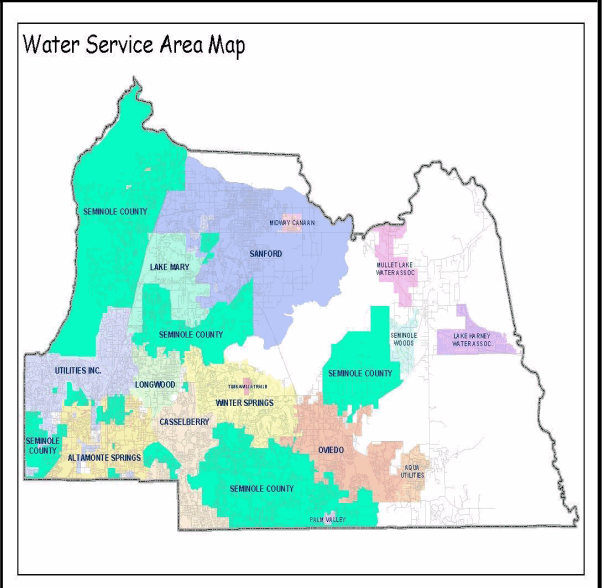 Water Service Area Map
SEMINOLE COUNTY
MIDWAY CANAAN
SANFORD
LAKE MARY
MULLET LAKE
WATER ASSOC
SEMINOLE COUNTY
SEMINOLE
WOODS
LAKE HARNEY
WATER ASSOC.
UTILITIES INC.
LONGWOOD
SEMINOLE COUNTY
WINTER SPRINGS
CASSELBERRY
SEMINOLE
COUNTY
ALTAMONTE SPRINGS
OVIEDO
AQUA
UTILITIES
SEMINOLE COUNTY
PALM VALLEY